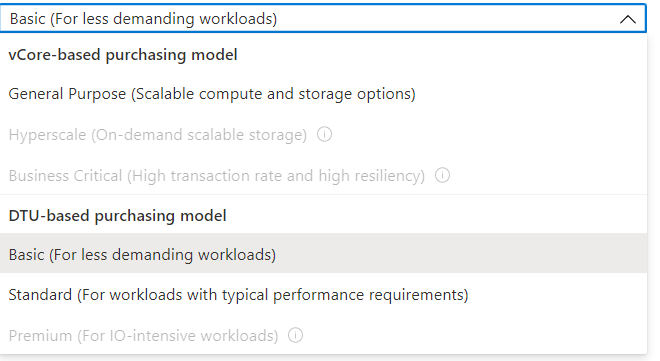 Basic (For less demanding workloads)
vCore-based purchasing model
General Purpose (Scalable compute and storage options)
Hyperscale (On-demand scalable storage)
Business Critical (High transaction rate and high resiliency)
DTU-based purchasing model
Basic (For less demanding workloads)
Standard (For workloads with typical performance requirements)
Premium (For IO-intensive workloads)